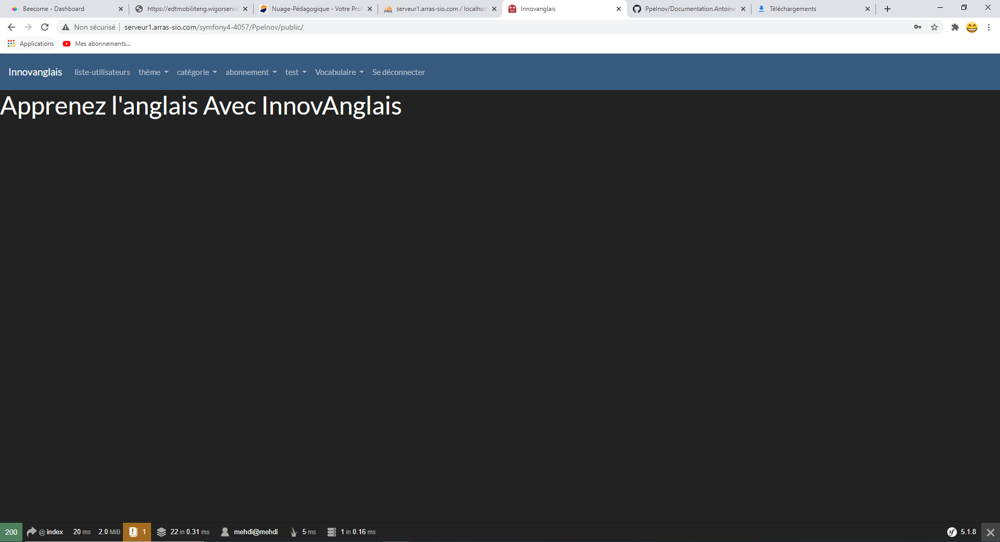 Beecome - Dashboard
https://edtmobiliteng.wigorservic
Nuage-Pédagogique - Votre Prof
serveur1.arras-sio.com / localhos
Innovanglais
PpeInov/Documentation.Antoine
Téléchargements
Non sécurisé
serveur1.arras-sio.com/symfony4-4057/PpeInov/public/
Applications
Mes abonnements...
Innovanglais
liste-utilisateurs
thème
catégorie
abonnement
test
Vocabulaire
Se déconnecter
Apprenez l'anglais Avec InnovAnglais
200
@ index
20 ms
2.0 MiB
1
22 in 0.31 ms
mehdi@mehdi
5 ms
1 in 0.16 ms
5.1.8